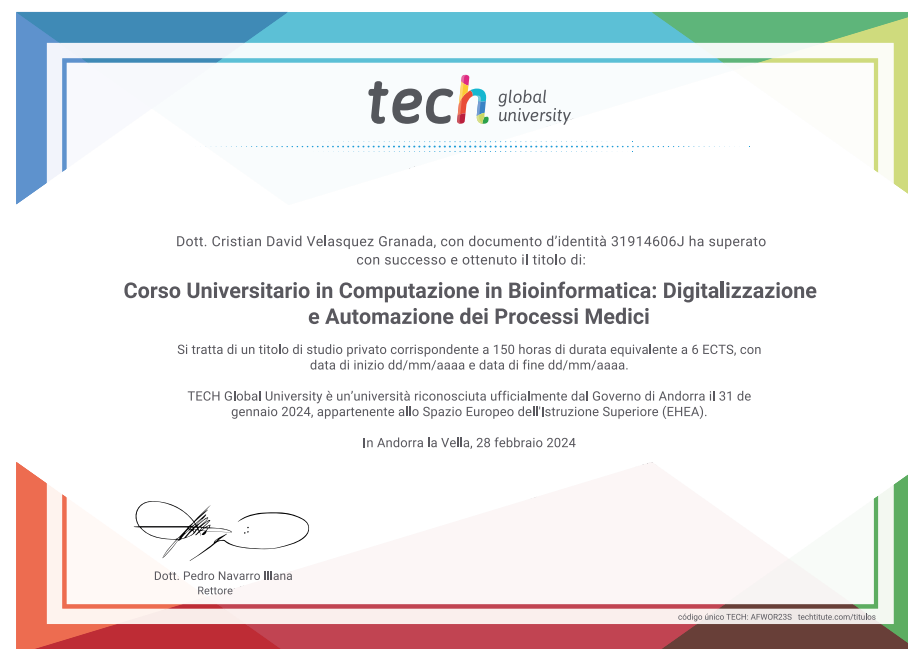 tech global
university
Dott. Cristian David Velasquez Granada, con documento d'identità 31914606J ha superato
con successo e ottenuto il titolo di:
Corso Universitario in Computazione in Bioinformatica: Digitalizzazione
e Automazione dei Processi Medici
Si tratta di un titolo di studio privato corrispondente a 150 horas di durata equivalente a 6 ECTS, con
data di inizio dd/mm/aaaa e data di fine dd/mm/aaaa.
TECH Global University è un'università riconosciuta ufficialmente dal Governo di Andorra il 31 de
gennaio 2024, appartenente allo Spazio Europeo dell'Istruzione Superiore (EHEA).
In Andorra la Vella, 28 febbraio 2024
Dott. Pedro Navarro Illana
Rettore
código único TECH: AFWOR23S techtitute.com/titulos